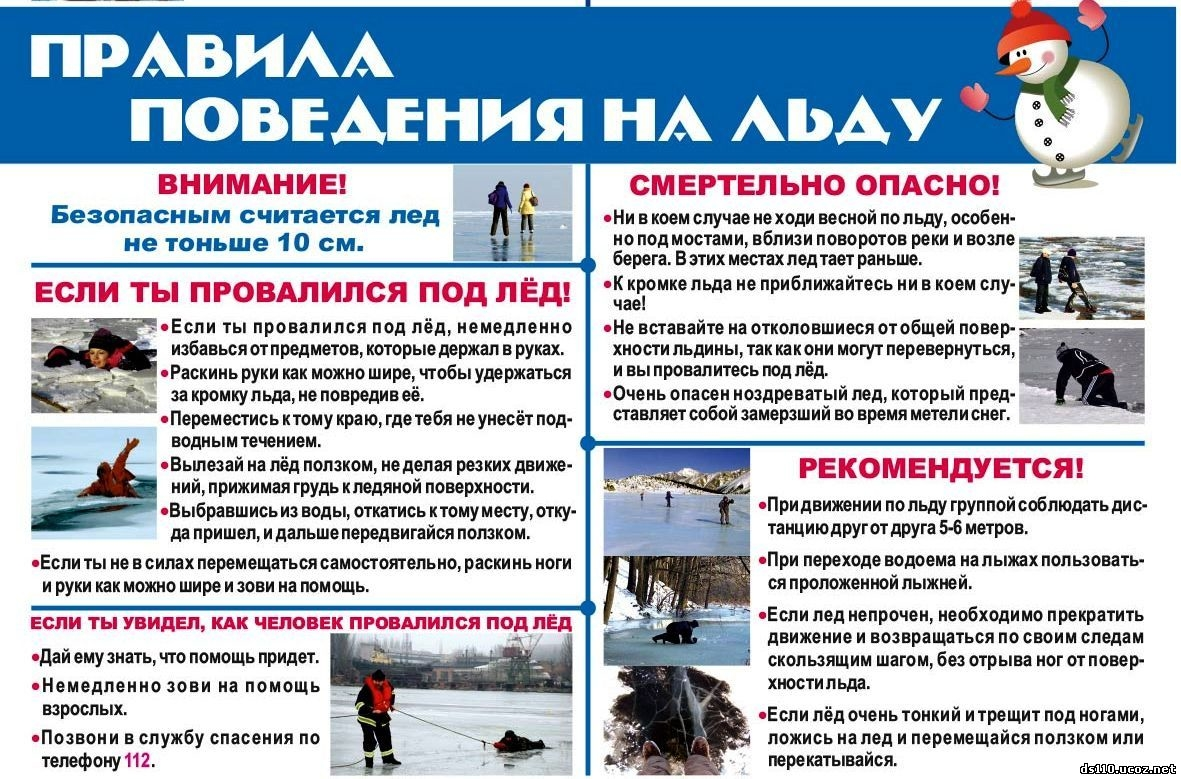 ПРАВИЛА
ПОВЕДЕНИЯ НА ЛЬДУ
ВНИМАНИЕ!
Безопасным считается лед
не тоньше 10 см.
ЕСЛИ ТЫ ПРОВАЛИЛСЯ ПОД ЛЁД!
•Если ты провалился под лёд, немедленно
избавься от предметов, которые держал в руках.
•Раскинь руки как можно шире, чтобы удержаться
за кромку льда, не повредив её.
•Переместись к тому краю, где тебя не унесёт под-
водным течением.
•Вылезай на лёд ползком, не делая резких движе-
ний, прижимая грудь к ледяной поверхности.
•Выбравшись из воды, откатись к тому месту, отку-
да пришел, и дальше передвигайся ползком.
•Если ты не в силах перемещаться самостоятельно, раскинь ноги
и руки как можно шире и зови на помощь.
ЕСЛИ ТЫ УВИДЕЛ, КАК ЧЕЛОВЕК ПРОВАЛИЛСЯ ПОД ЛЁД
•Дай ему знать, что помощь придет.
•Немедленно зови на помощь
взрослых.
•Позвони в службу спасения по
телефону 112.
СМЕРТЕЛЬНО ОПАСНО!
•Ни в коем случае не ходи весной по льду, особен-
но под мостами, вблизи поворотов реки и возле
берега. В этих местах лед тает раньше.
•К кромке льда не приближайтесь ни в коем слу-
чае!
•Не вставайте на отколовшиеся от общей повер-
хности льдины, так как они могут перевернуться,
и вы провалитесь под лёд.
•Очень опасен ноздреватый лед, который пред-
ставляет собой замерзший во время метели снег.
РЕКОМЕНДУЕТСЯ!
•При движении по льду группой соблюдать дис-
танцию друг от друга 5-6 метров.
•При переходе водоема на лыжах пользовать-
ся проложенной лыжней.
•Если лед непрочен, необходимо прекратить
движение и возвращаться по своим следам
скользящим шагом, без отрыва ног от повер-
хности льда.
•Если лёд очень тонкий и трещит под ногами,
ложись на лед и перемещайся ползком или
перекатывайся.
ds110.ucoz.net